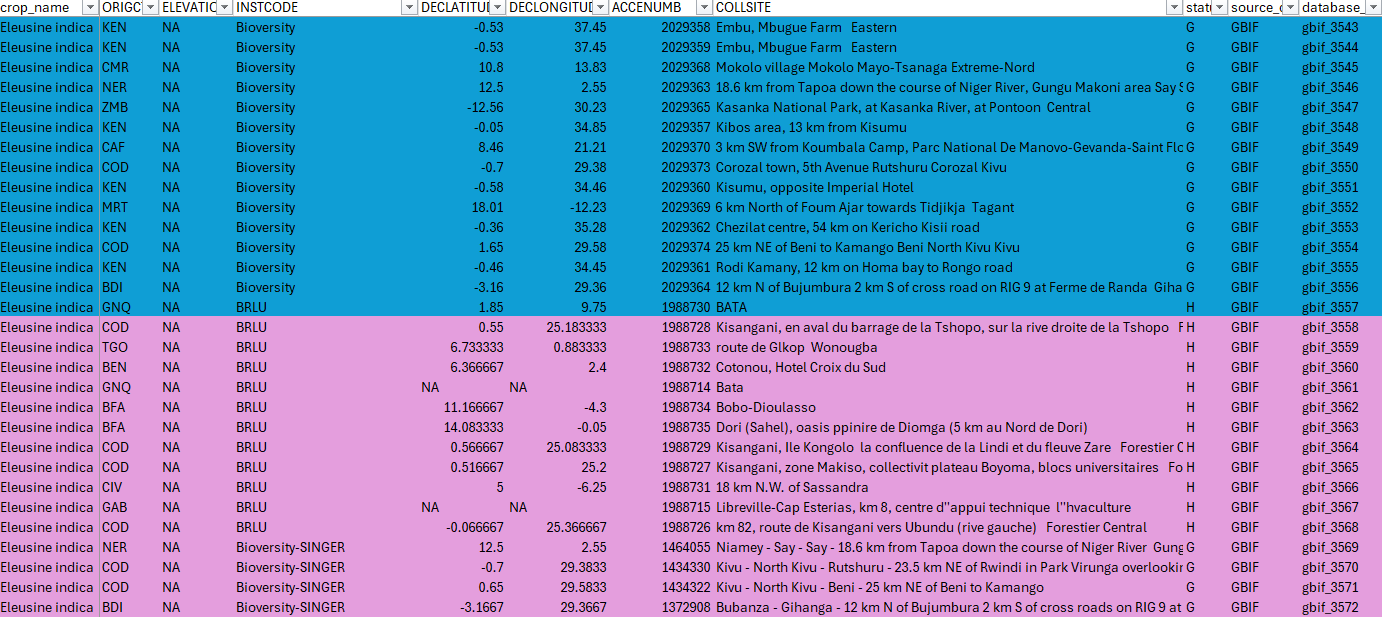 crop_name ORIGC ELEVATIC INSTCODE DECLATITUD DECLONGITUD ACCENUMB COLLSITE statu source_c database_
Eleusine indica KEN NA Bioversity -0.53 37.45 2029358 Embu, Mbugue Farm Eastern G GBIF gbif_3543
Eleusine indica KEN NA Bioversity -0.53 37.45 2029359 Embu, Mbugue Farm Eastern G GBIF gbif_3544
Eleusine indica CMR NA Bioversity 10.8 13.83 2029368 Mokolo village Mokolo Mayo-Tsanaga Extreme-Nord G GBIF gbif_3545
Eleusine indica NER NA Bioversity 12.5 2.55 2029363 18.6 km from Tapoa down the course of Niger River, Gungu Makoni area Say G GBIF gbif_3546
Eleusine indica ZMB NA Bioversity -12.56 30.23 2029365 Kasanka National Park, at Kasanka River, at Pontoon Central G GBIF gbif_3547
Eleusine indica KEN NA Bioversity -0.05 34.85 2029357 Kibos area, 13 km from Kisumu G GBIF gbif_3548
Eleusine indica CAF NA Bioversity 8.46 21.21 2029370 3 km SW from Koumbala Camp, Parc National De Manovo-Gevanda-Saint Flo G GBIF gbif_3549
Eleusine indica COD NA Bioversity -0.7 29.38 2029373 Corozal town, 5th Avenue Rutshuru Corozal Kivu G GBIF gbif_3550
Eleusine indica KEN NA Bioversity -0.58 34.46 2029360 Kisumu, opposite Imperial Hotel G GBIF gbif_3551
Eleusine indica MRT NA Bioversity 18.01 -12.23 2029369 6 km North of Foum Ajar towards Tidjikja Tagant G GBIF gbif_3552
Eleusine indica KEN NA Bioversity -0.36 35.28 2029362 Chezilat centre, 54 km on Kericho Kisii road G GBIF gbif_3553
Eleusine indica COD NA Bioversity 1.65 29.58 2029374 25 km NE of Beni to Kamango Beni North Kivu Kivu G GBIF gbif_3554
Eleusine indica KEN NA Bioversity -0.46 34.45 2029361 Rodi Kamany, 12 km on Homa bay to Rongo road G GBIF gbif_3555
Eleusine indica BDI NA Bioversity -3.16 29.36 2029364 12 km N of Bujumbura 2 km S of cross road on RIG 9 at Ferme de Randa Giha G GBIF gbif_3556
Eleusine indica GNQ NA BRLU 1.85 9.75 1988730 BATA H GBIF gbif_3557
Eleusine indica COD NA BRLU 0.55 25.183333 1988728 Kisangani, en aval du barrage de la Tshopo, sur la rive droite de la Tshopo F H GBIF gbif_3558
Eleusine indica TGO NA BRLU 6.733333 0.883333 1988733 route de Glkop Wonougba H GBIF gbif_3559
Eleusine indica BEN NA BRLU 6.366667 2.4 1988732 Cotonou, Hotel Croix du Sud H GBIF gbif_3560
Eleusine indica GNQ NA BRLU NA NA 1988714 Bata H GBIF gbif_3561
Eleusine indica BFA NA BRLU 11.166667 -4.3 1988734 Bobo-Dioulasso H GBIF gbif_3562
Eleusine indica BFA NA BRLU 14.083333 -0.05 1988735 Dori (Sahel), oasis ppinire de Diomga (5 km au Nord de Dori) H GBIF gbif_3563
Eleusine indica COD NA BRLU 0.566667 25.083333 1988729 Kisangani, Ile Kongolo la confluence de la Lindi et du fleuve Zare Forestier C H GBIF gbif_3564
Eleusine indica COD NA BRLU 0.516667 25.2 1988727 Kisangani, zone Makiso, collectivit plateau Boyoma, blocs universitaires Fo H GBIF gbif_3565
Eleusine indica CIV NA BRLU 5 -6.25 1988731 18 km N.W. of Sassandra H GBIF gbif_3566
Eleusine indica GAB NA BRLU NA NA 1988715 Libreville-Cap Esterias, km 8, centre d"appui technique l"hvaculture H GBIF gbif_3567
Eleusine indica COD NA BRLU -0.066667 25.366667 1988726 km 82, route de Kisangani vers Ubundu (rive gauche) Forestier Central H GBIF gbif_3568
Eleusine indica NER NA Bioversity-SINGER 12.5 2.55 1464055 Niamey - Say - Say - 18.6 km from Tapoa down the course of Niger River Gung G GBIF gbif_3569
Eleusine indica COD NA Bioversity-SINGER -0.7 29.3833 1434330 Kivu - North Kivu - Rutshuru - 23.5 km NE of Rwindi in Park Virunga overlookin G GBIF gbif_3570
Eleusine indica COD NA Bioversity-SINGER 0.65 29.5833 1434322 Kivu - North Kivu - Beni - 25 km NE of Beni to Kamango G GBIF gbif_3571
Eleusine indica BDI NA Bioversity-SINGER -3.1667 29.3667 1372908 Bubanza - Gihanga - 12 km N of Bujumbura 2 km S of cross roads on RIG 9 at G GBIF gbif_3572